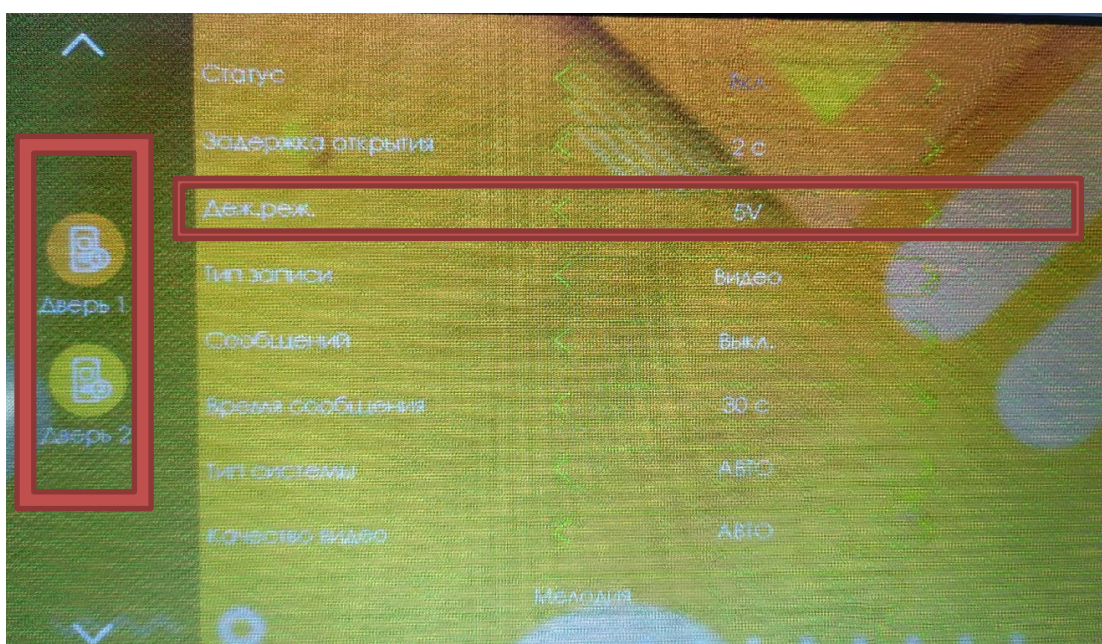 Статус Вкл.
Задержка открытия 2 с
Деж.реж. 5V
Дверь 1
Тип записи Видео
Сообщений Выкл.
Дверь 2
Время сообщения 30 с
Тип системы АВТО
Качество видео АВТО
Мелодия